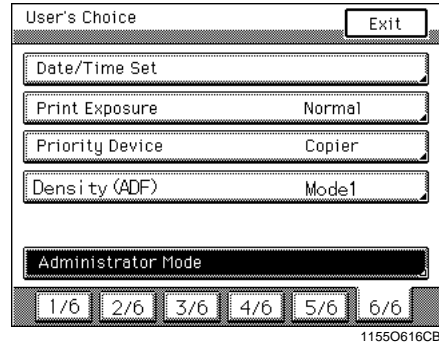 User's Choice Exit
Date/Time Set
Print Exposure Normal
Priority Device Copier
Density(ADF) Mode1
Administrator Mode
1/6 2/6 3/6 4/6 5/6 6/6
1155O616CB